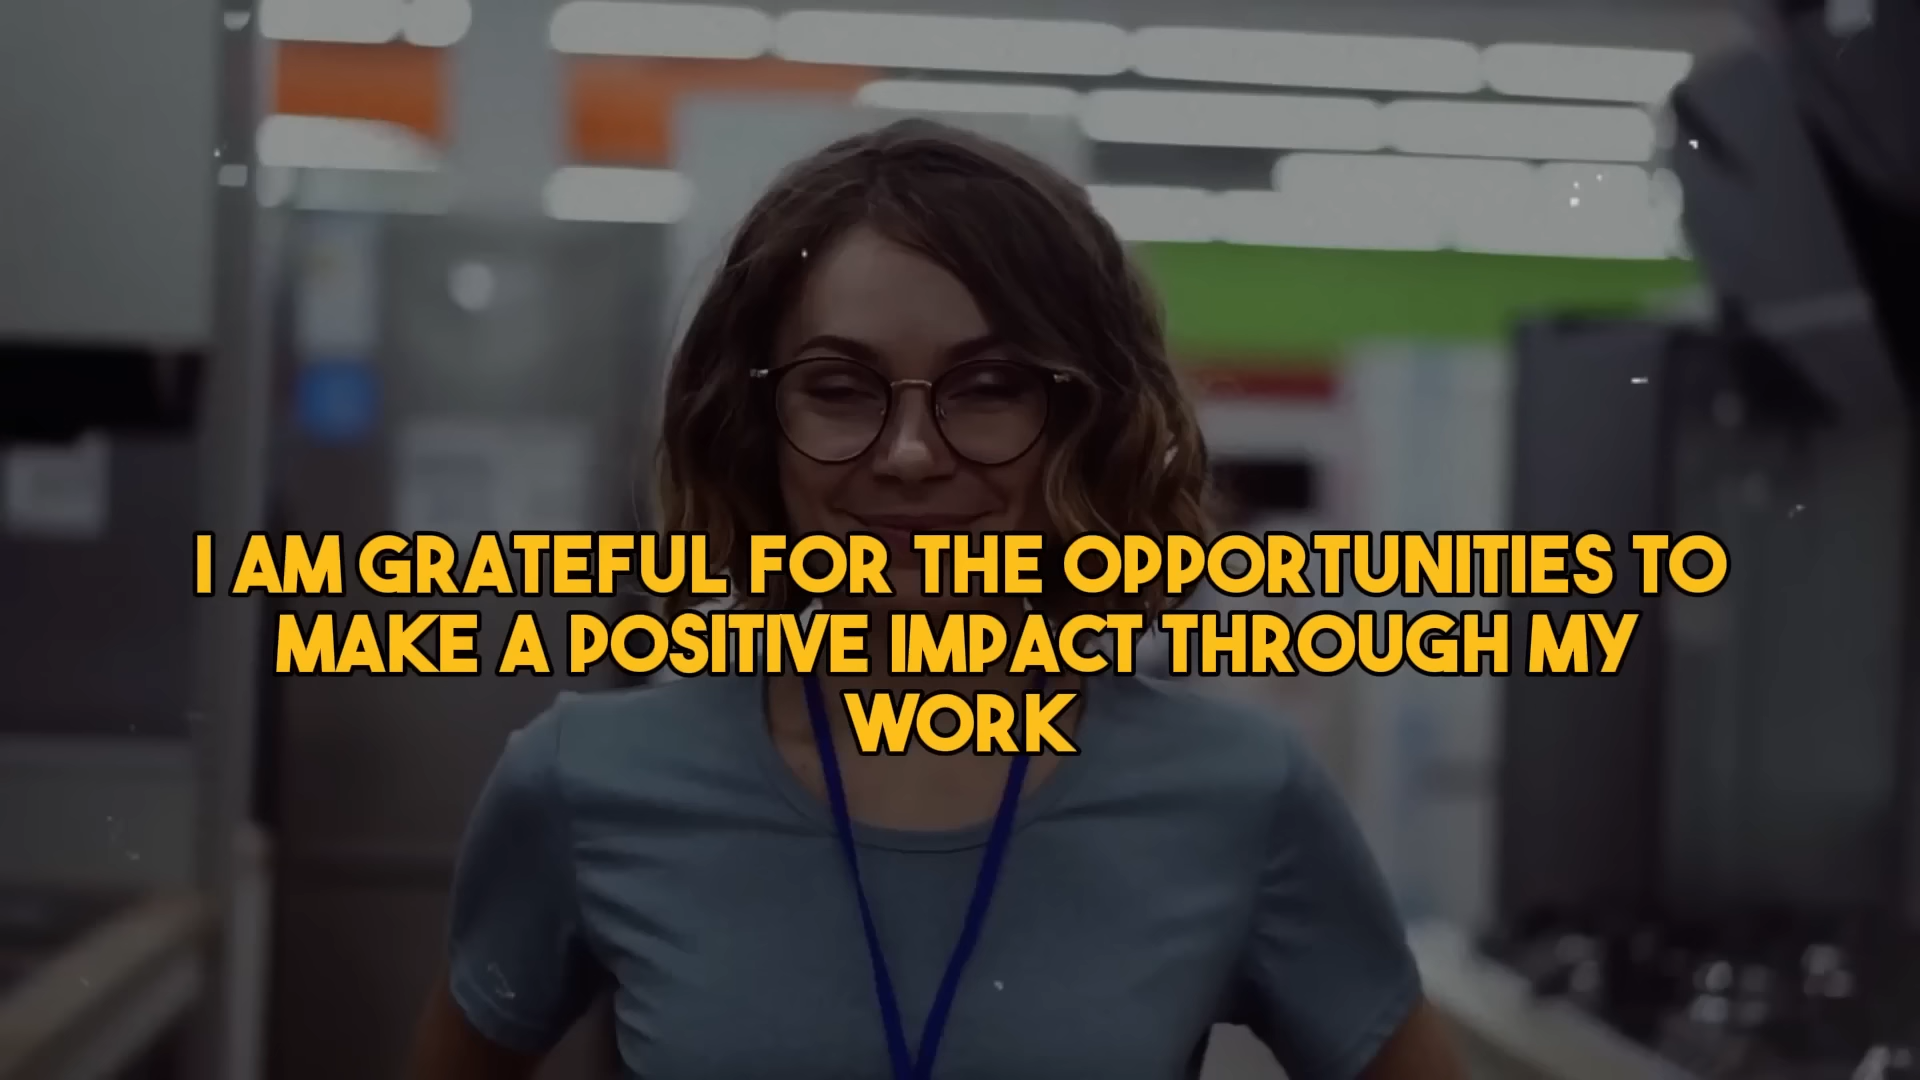 I AM GRATEFUL FOR THE OPPORTUNITIES TO
MAKE A POSITIVE IMPACT THROUGH MY
WORK